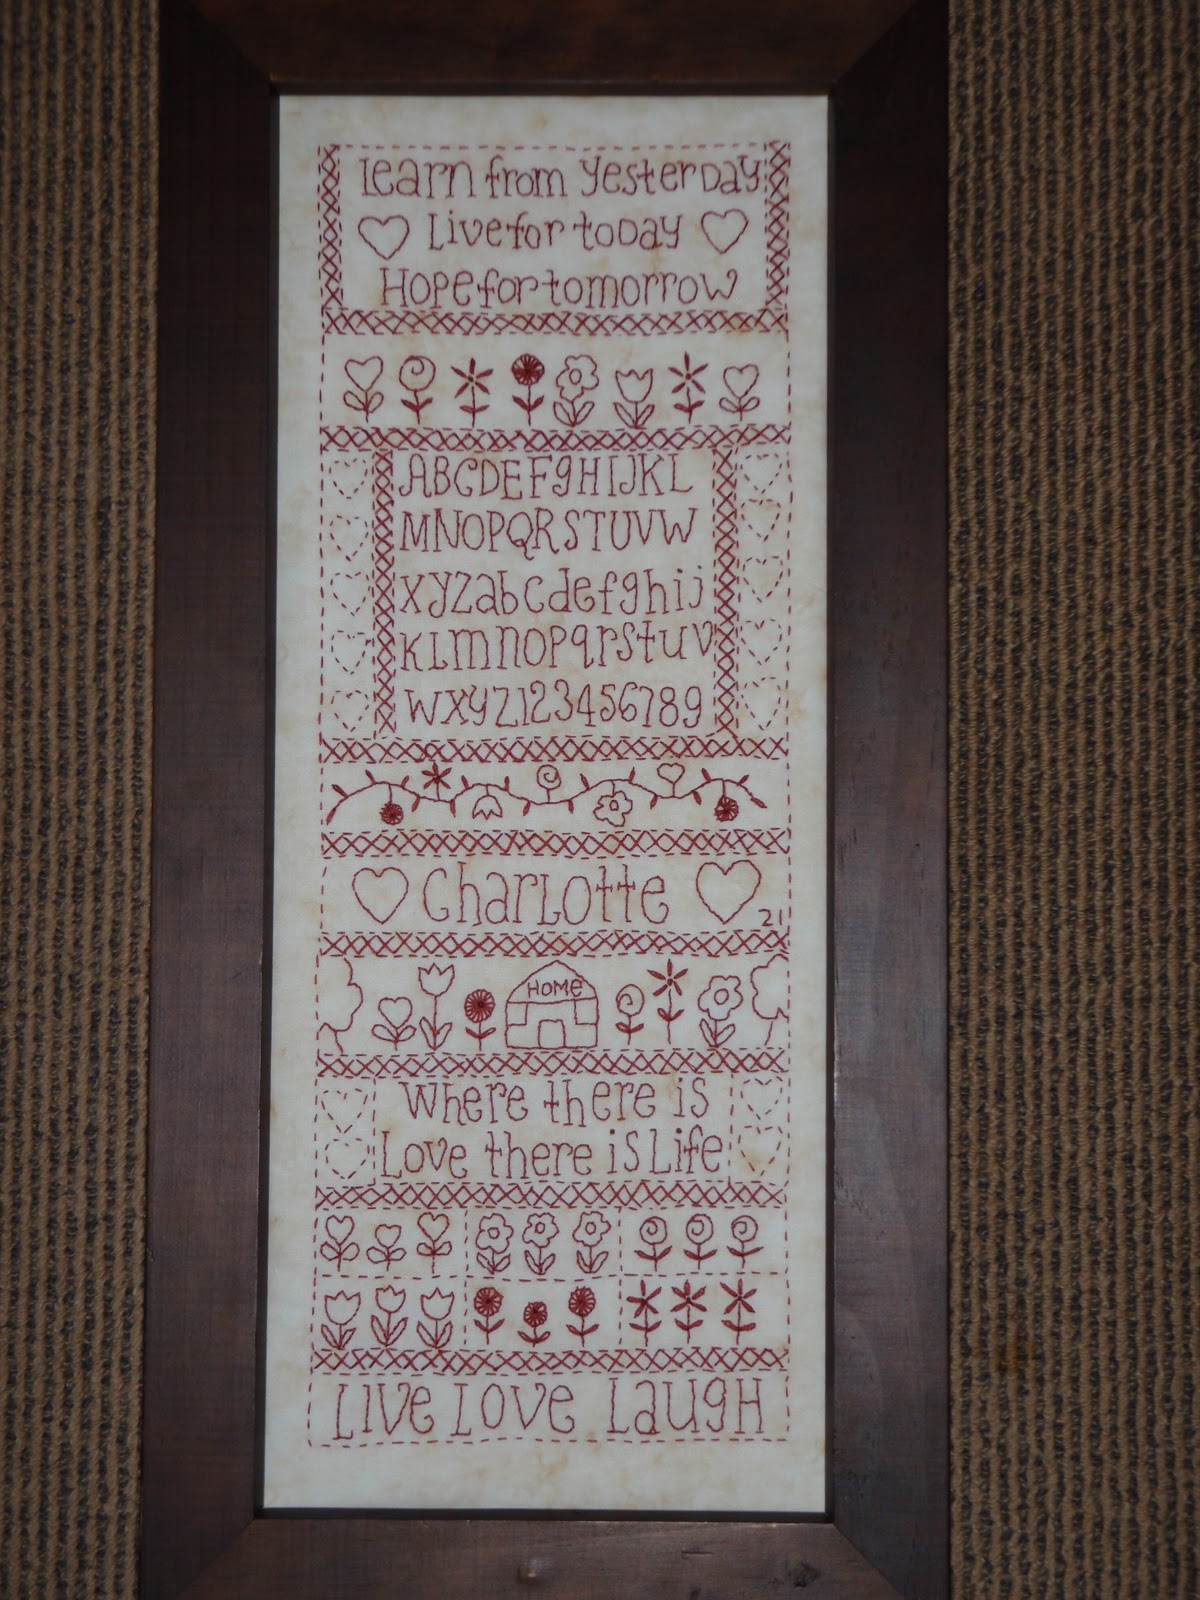 Learn from yesterDay
Live for toDay
Hope for tomorrow
ABCDEFgHIJKL
MNOPQRSTUVW
xyzabcdefghij
kLmnopqrstuv
wxyz123456789
CharLotte
21
HOMe
Where there is
Love there is Life
Live Love LaugH